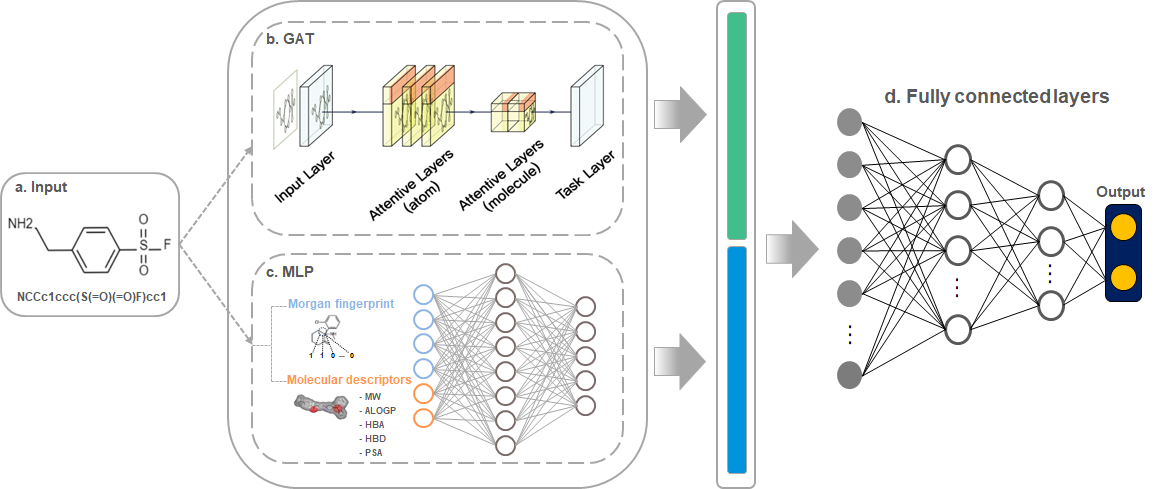 a. Input
NH2
O
S
F
O
NCCc1ccc(S(=O)(=O)F)cc1
b. GAT
Input Layer
Attentive Layers
(atom)
Attentive Layers
(molecule)
Task Layer
c. MLP
Morgan fingerprint
1 1 0 ... 0
Molecular descriptors
- MW
- ALOGP
- HBA
- HBD
- PSA
d. Fully connected layers
Output